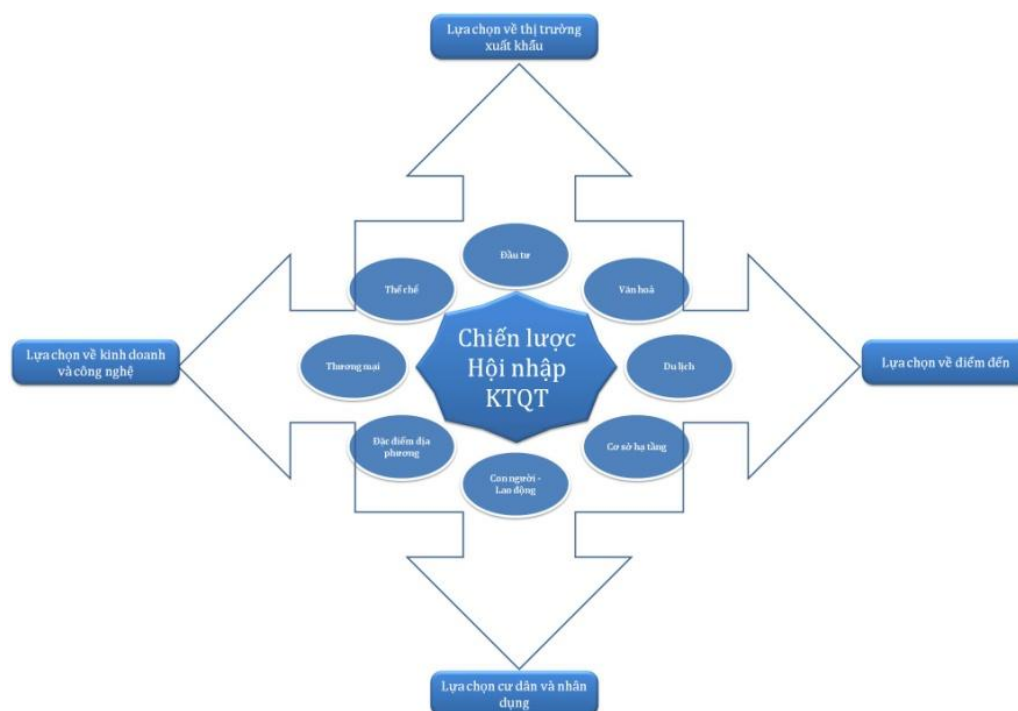 Lựa chọn về thị trường
xuất khẩu
Đầu tư
Thể chế
Văn hoá
Chiến lược
Hội nhập
KTQT
Lựa chọn về kinh doanh
và công nghệ
Thương mại
Du lịch
Lựa chọn về điểm đến
Đặc điểm địa
phương
Cơ sở hạ tầng
Con người -
Lao động
Lựa chọn cư dân và nhân
dụng